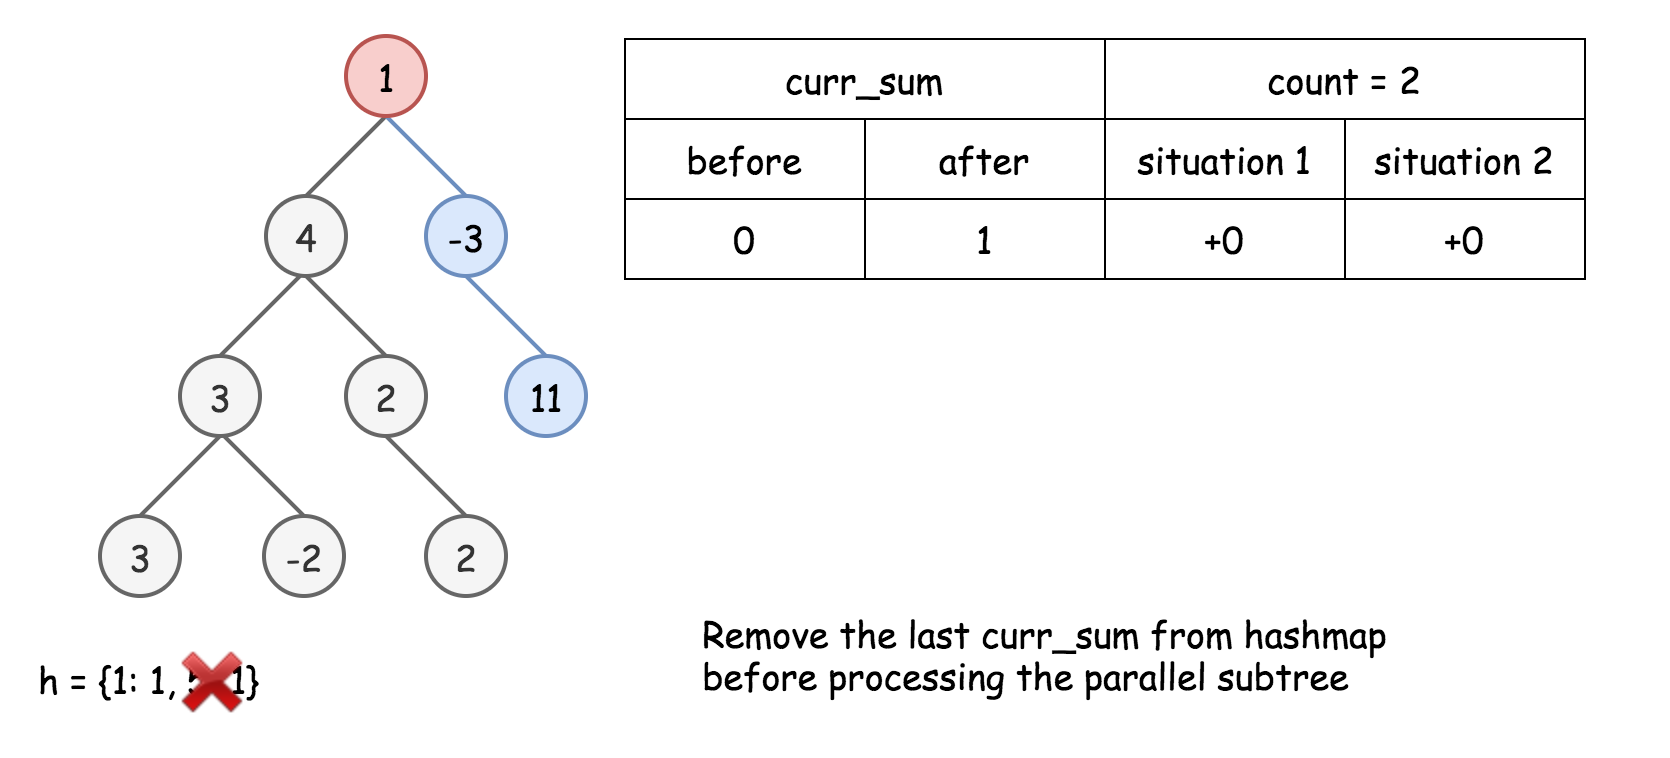 1
curr_sum
count = 2
before
after
situation 1
situation 2
0
1
+0
+0
4
-3
3
2
11
3
-2
2
Remove the last curr_sum from hashmap
before processing the parallel subtree
h = {1: 1, 1}